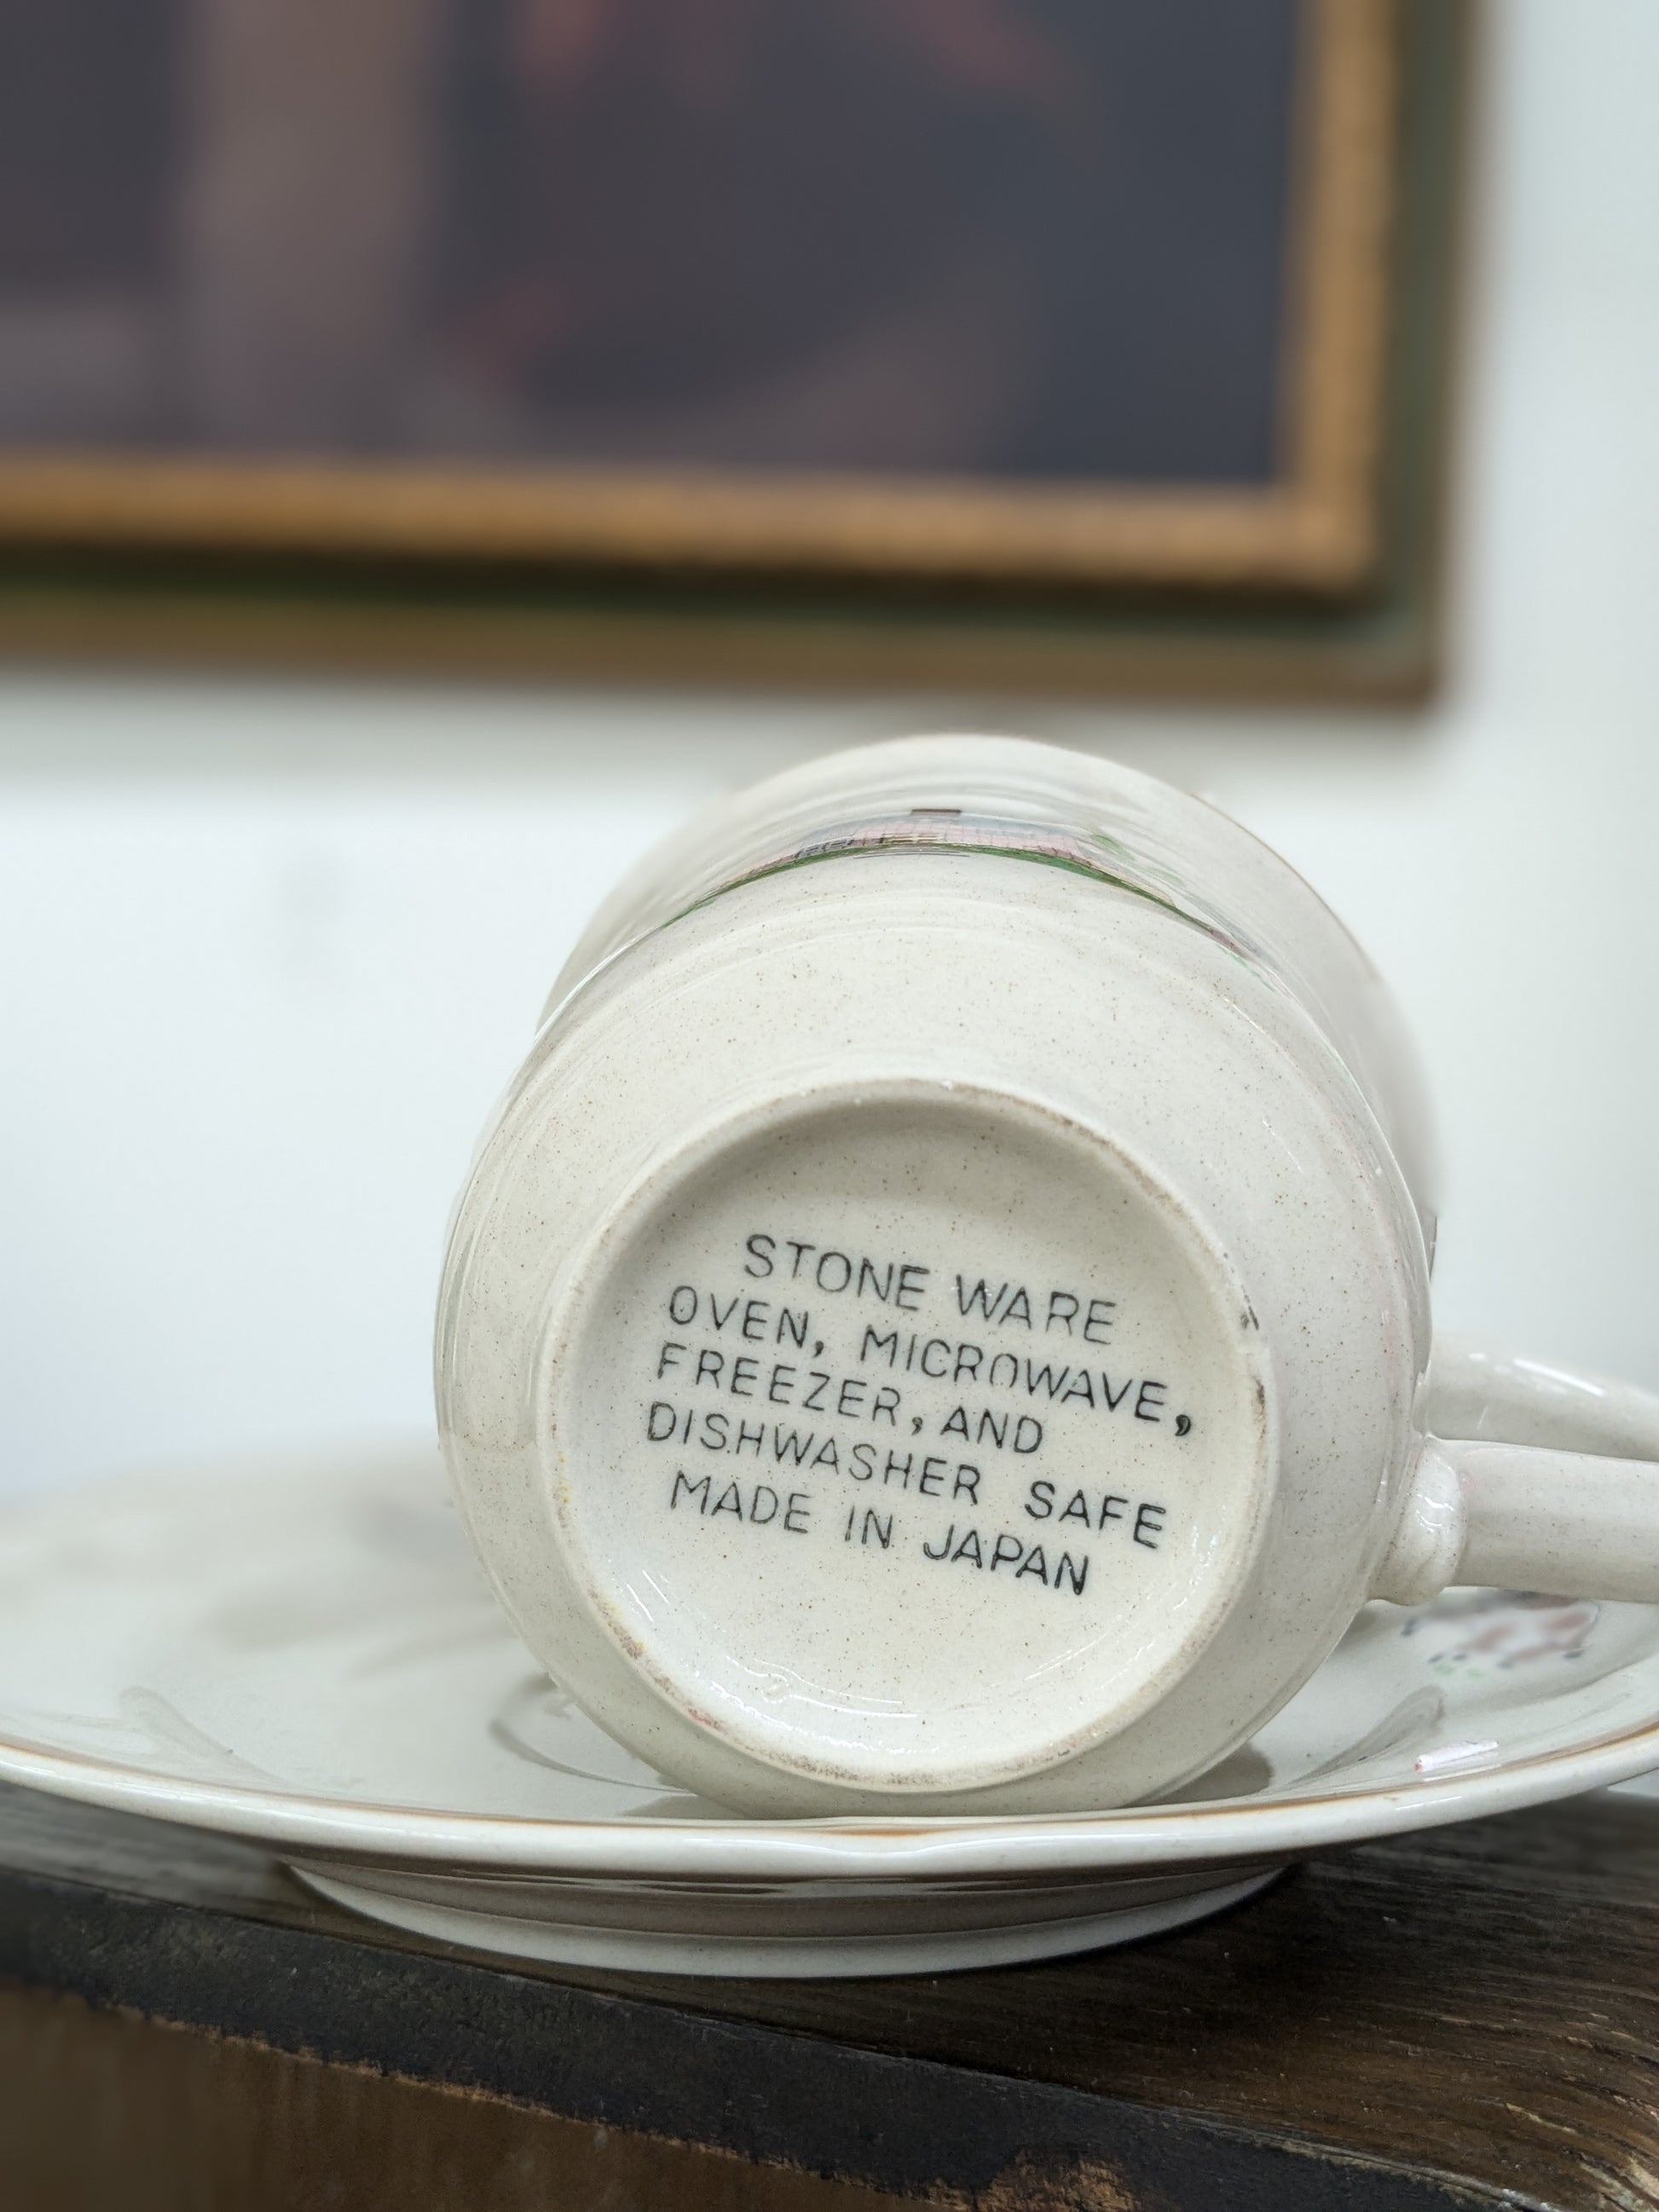 STONE WARE
OVEN, MICROWAVE,
FREEZER, AND
DISHWASHER SAFE
MADE IN JAPAN